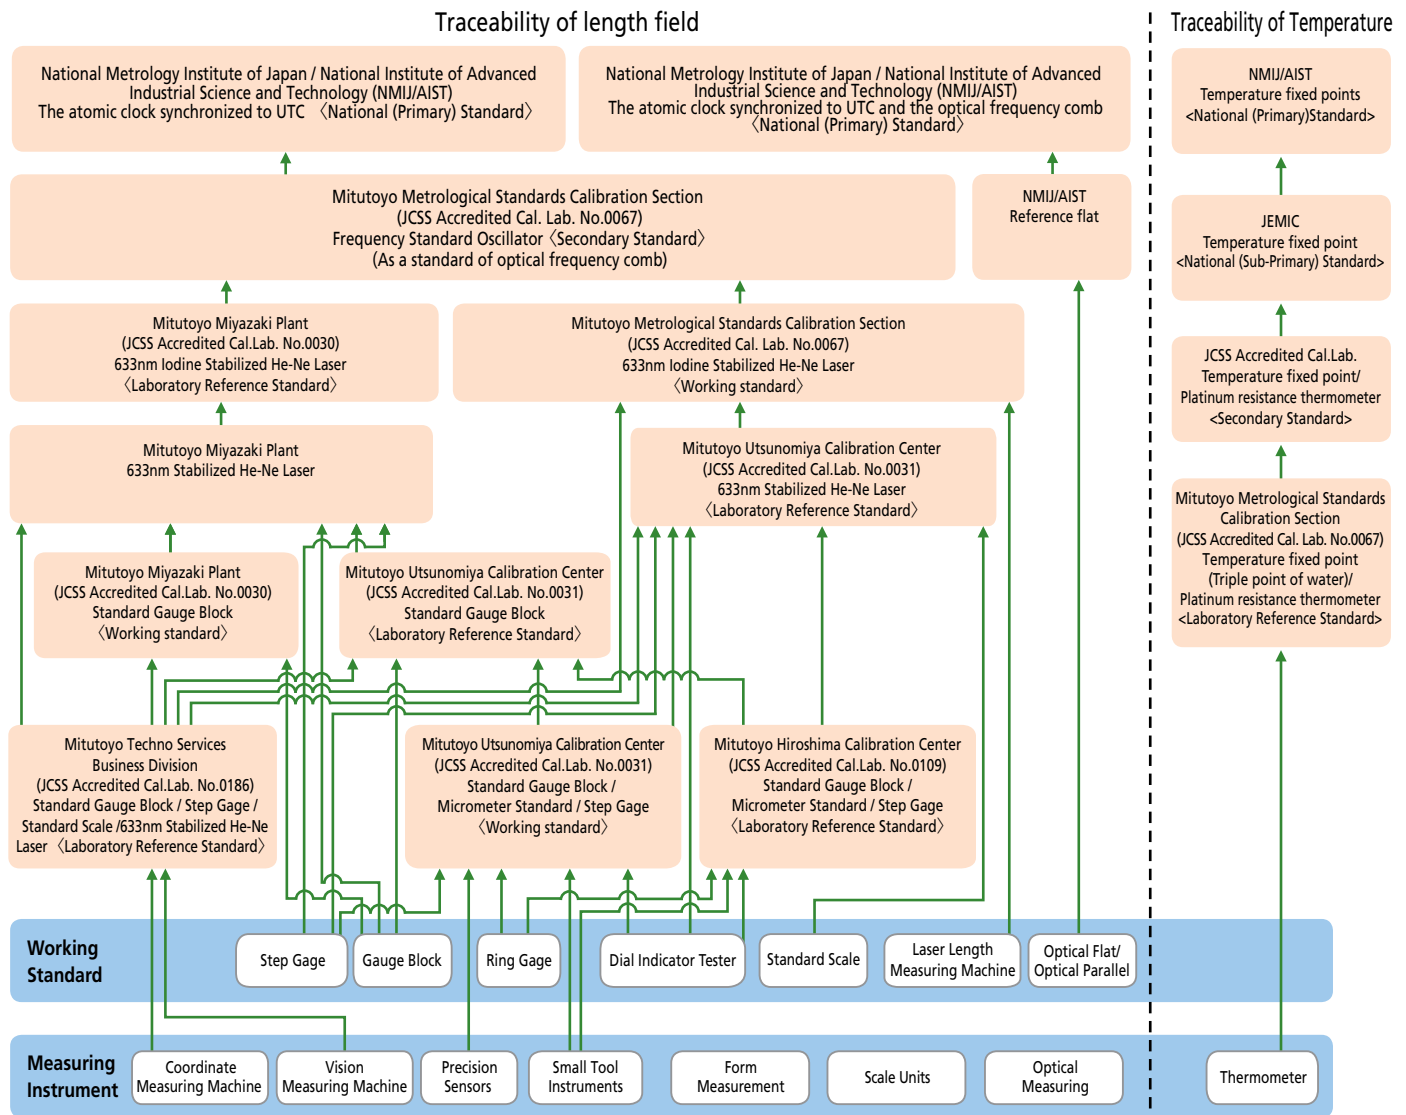 Traceability of length field
Traceability of Temperature
National Metrology Institute of Japan / National Institute of Advanced
Industrial Science and Technology (NMIJ/AIST)
The atomic clock synchronized to UTC 〈National (Primary) Standard〉
National Metrology Institute of Japan / National Institute of Advanced
Industrial Science and Technology (NMIJ/AIST)
The atomic clock synchronized to UTC and the optical frequency comb
〈National (Primary) Standard〉
NMIJ/AIST
Temperature fixed points
<National (Primary)Standard>
Mitutoyo Metrological Standards Calibration Section
(JCSS Accredited Cal. Lab. No.0067)
Frequency Standard Oscillator 〈Secondary Standard〉
(As a standard of optical frequency comb)
NMIJ/AIST
Reference flat
JEMIC
Temperature fixed point
<National (Sub-Primary) Standard>
Mitutoyo Miyazaki Plant
(JCSS Accredited Cal.Lab. No.0030)
633nm Iodine Stabilized He-Ne Laser
〈Laboratory Reference Standard〉
Mitutoyo Metrological Standards Calibration Section
(JCSS Accredited Cal. Lab. No.0067)
633nm Iodine Stabilized He-Ne Laser
〈Working standard〉
JCSS Accredited Cal.Lab.
Temperature fixed point/
Platinum resistance thermometer
<Secondary Standard>
Mitutoyo Miyazaki Plant
633nm Stabilized He-Ne Laser
Mitutoyo Utsunomiya Calibration Center
(JCSS Accredited Cal.Lab. No.0031)
633nm Stabilized He-Ne Laser
〈Laboratory Reference Standard〉
Mitutoyo Metrological Standards
Calibration Section
(JCSS Accredited Cal. Lab. No.0067)
Temperature fixed point
(Triple point of water)/
Platinum resistance thermometer
<Laboratory Reference Standard>
Mitutoyo Miyazaki Plant
(JCSS Accredited Cal.Lab. No.0030)
Standard Gauge Block
〈Working standard〉
Mitutoyo Utsunomiya Calibration Center
(JCSS Accredited Cal.Lab. No.0031)
Standard Gauge Block
〈Laboratory Reference Standard〉
Mitutoyo Techno Services
Business Division
(JCSS Accredited Cal.Lab. No.0186)
Standard Gauge Block / Step Gage /
Standard Scale /633nm Stabilized He-Ne
Laser 〈Laboratory Reference Standard〉
Mitutoyo Utsunomiya Calibration Center
(JCSS Accredited Cal.Lab. No.0031)
Standard Gauge Block /
Micrometer Standard / Step Gage
〈Working standard〉
Mitutoyo Hiroshima Calibration Center
(JCSS Accredited Cal.Lab. No.0109)
Standard Gauge Block /
Micrometer Standard / Step Gage
〈Laboratory Reference Standard〉
Working
Standard
Step Gage
Gauge Block
Ring Gage
Dial Indicator Tester
Standard Scale
Laser Length
Measuring Machine
Optical Flat/
Optical Parallel
Measuring
Instrument
Coordinate
Measuring Machine
Vision
Measuring Machine
Precision
Sensors
Small Tool
Instruments
Form
Measurement
Scale Units
Optical
Measuring
Thermometer